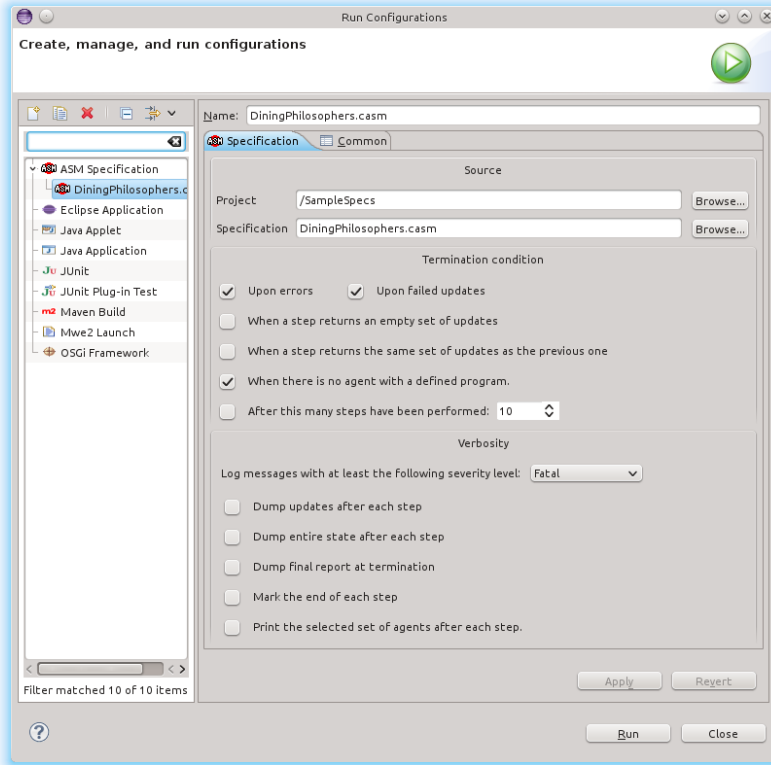 Run Configurations
Create, manage, and run configurations
Name: DiningPhilosophers.casm
ASM Specification
DiningPhilosophers.c
Eclipse Application
Java Applet
Java Application
Ju JUnit
Jü JUnit Plug-in Test
m2 Maven Build
Mwe2 Launch
OSGi Framework
Filter matched 10 of 10 items
ASM Specification Common
Source
Project /SampleSpecs Browse...
Specification DiningPhilosophers.casm Browse...
Termination condition
Upon errors Upon failed updates
When a step returns an empty set of updates
When a step returns the same set of updates as the previous one
When there is no agent with a defined program.
After this many steps have been performed: 10
Verbosity
Log messages with at least the following severity level: Fatal
Dump updates after each step
Dump entire state after each step
Dump final report at termination
Mark the end of each step
Print the selected set of agents after each step.
Apply Revert
? Run Close